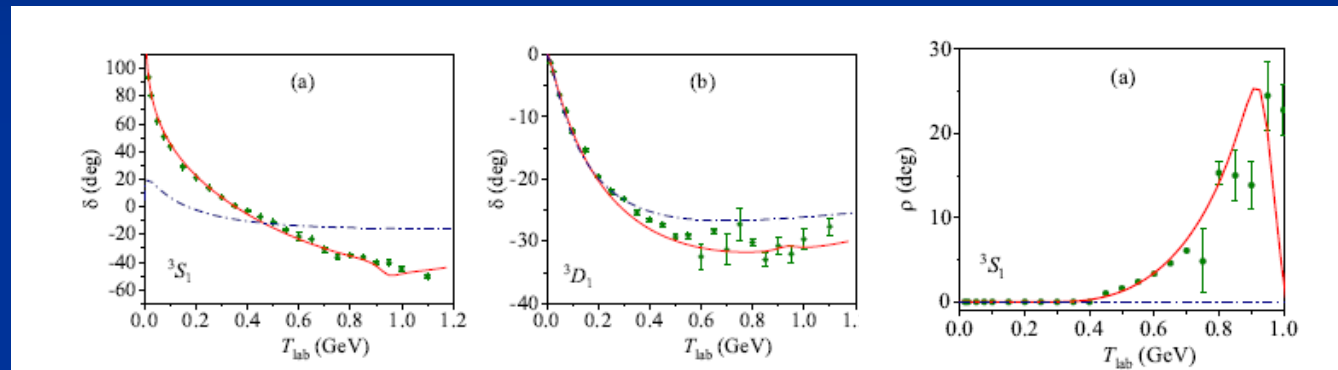 (a)
δ (deg)
100
80
60
40
20
0
-20
-40
-60
³S₁
0.0 0.2 0.4 0.6 0.8 1.0 1.2
T_lab (GeV)
(b)
δ (deg)
0
-10
-20
-30
-40
³D₁
0.0 0.2 0.4 0.6 0.8 1.0 1.
T_lab (GeV)
(a)
ρ (deg)
30
20
10
0
³S₁
0.0 0.2 0.4 0.6 0.8 1.0
T_lab (GeV)